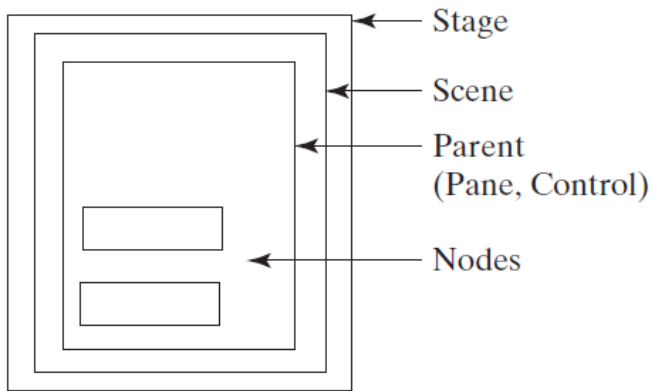 Stage
Scene
Parent
(Pane, Control)
Nodes